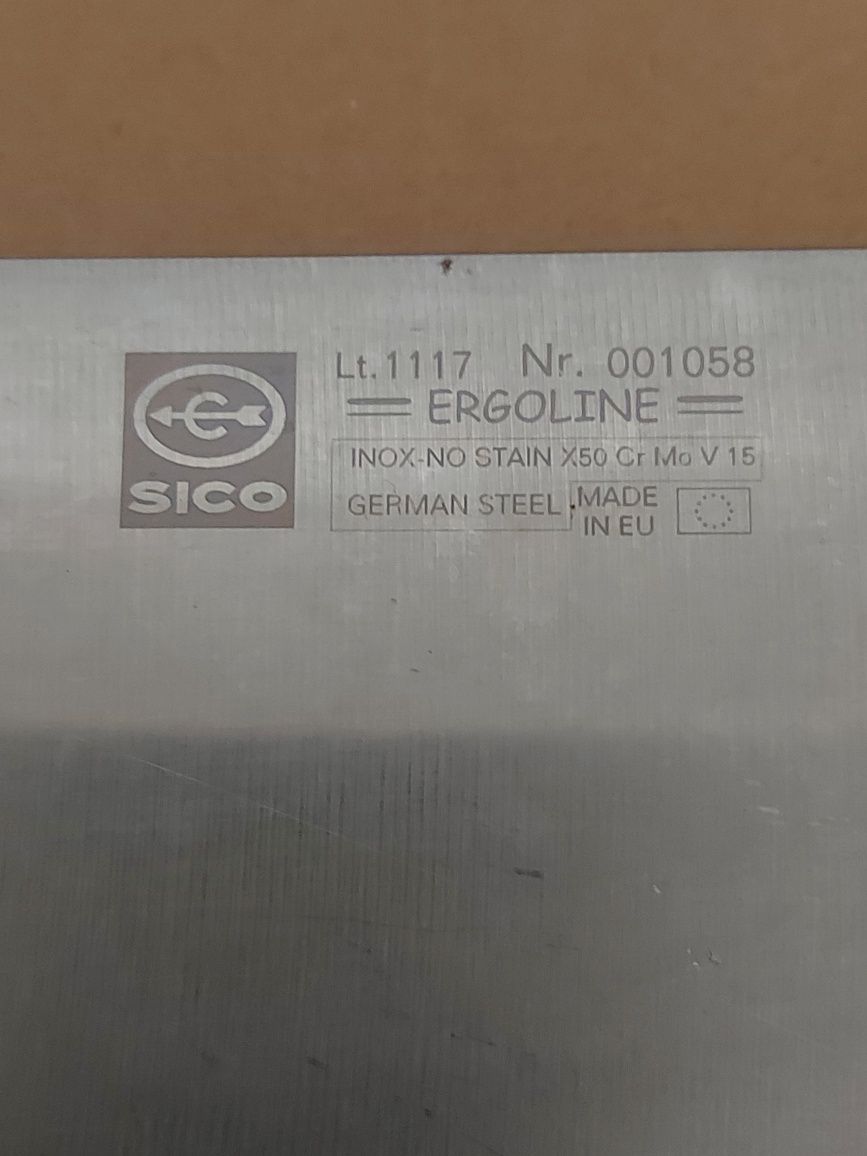 SICO
Lt. 1117 Nr. 001058
ERGOLINE
INOX-NO STAIN X50 Cr Mo V 15
GERMAN STEEL
MADE
IN EU